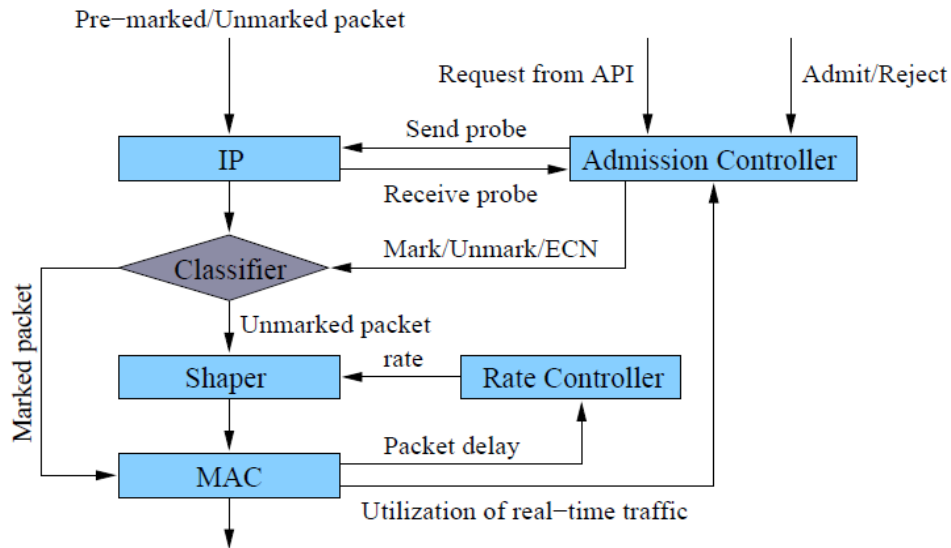 Pre-marked/Unmarked packet
Request from API
Admit/Reject
Send probe
IP
Admission Controller
Receive probe
Mark/Unmark/ECN
Classifier
Marked packet
Unmarked packet
rate
Shaper
Rate Controller
Packet delay
MAC
Utilization of real-time traffic